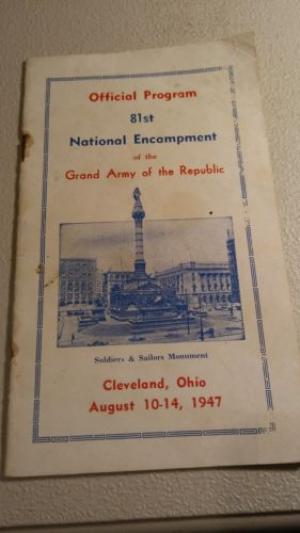 Official Program
81st
National Encampment
of the
Grand Army of the Republic
Soldiers & Sailors Monument
Cleveland, Ohio
August 10-14, 1947